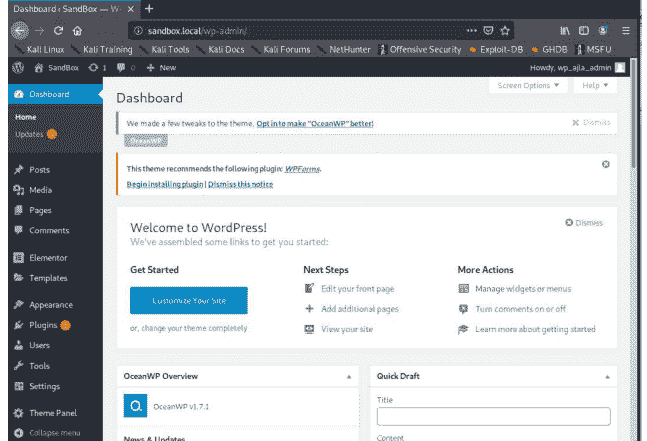 Dashboard ‹ SandBox — W
sandbox.local/wp-admin/
Kali Linux Kali Training Kali Tools Kali Docs Kali Forums NetHunter Offensive Security Exploit-DB GHDB MSFU
SandBox 1 0 New Howdy, wp_ajla_admin
Dashboard
Home
Updates
Posts
Media
Pages
Comments
Elementor
Templates
Appearance
Plugins
Users
Tools
Settings
Theme Panel
Collapse menu
Screen Options Help
Dashboard
We made a few tweaks to the theme. Opt in to make "OceanWP" better! Dismiss
OceanWP
This theme recommends the following plugin: WPForms.
Begin installing plugin | Dismiss this notice
Welcome to WordPress! Dismiss
We've assembled some links to get you started:
Get Started
Customize Your Site
or, change your theme completely
Next Steps
Edit your front page
Add additional pages
View your site
More Actions
Manage widgets or menus
Turn comments on or off
Learn more about getting started
OceanWP Overview
OceanWP v1.7.1
News & Updates
Quick Draft
Title
Content